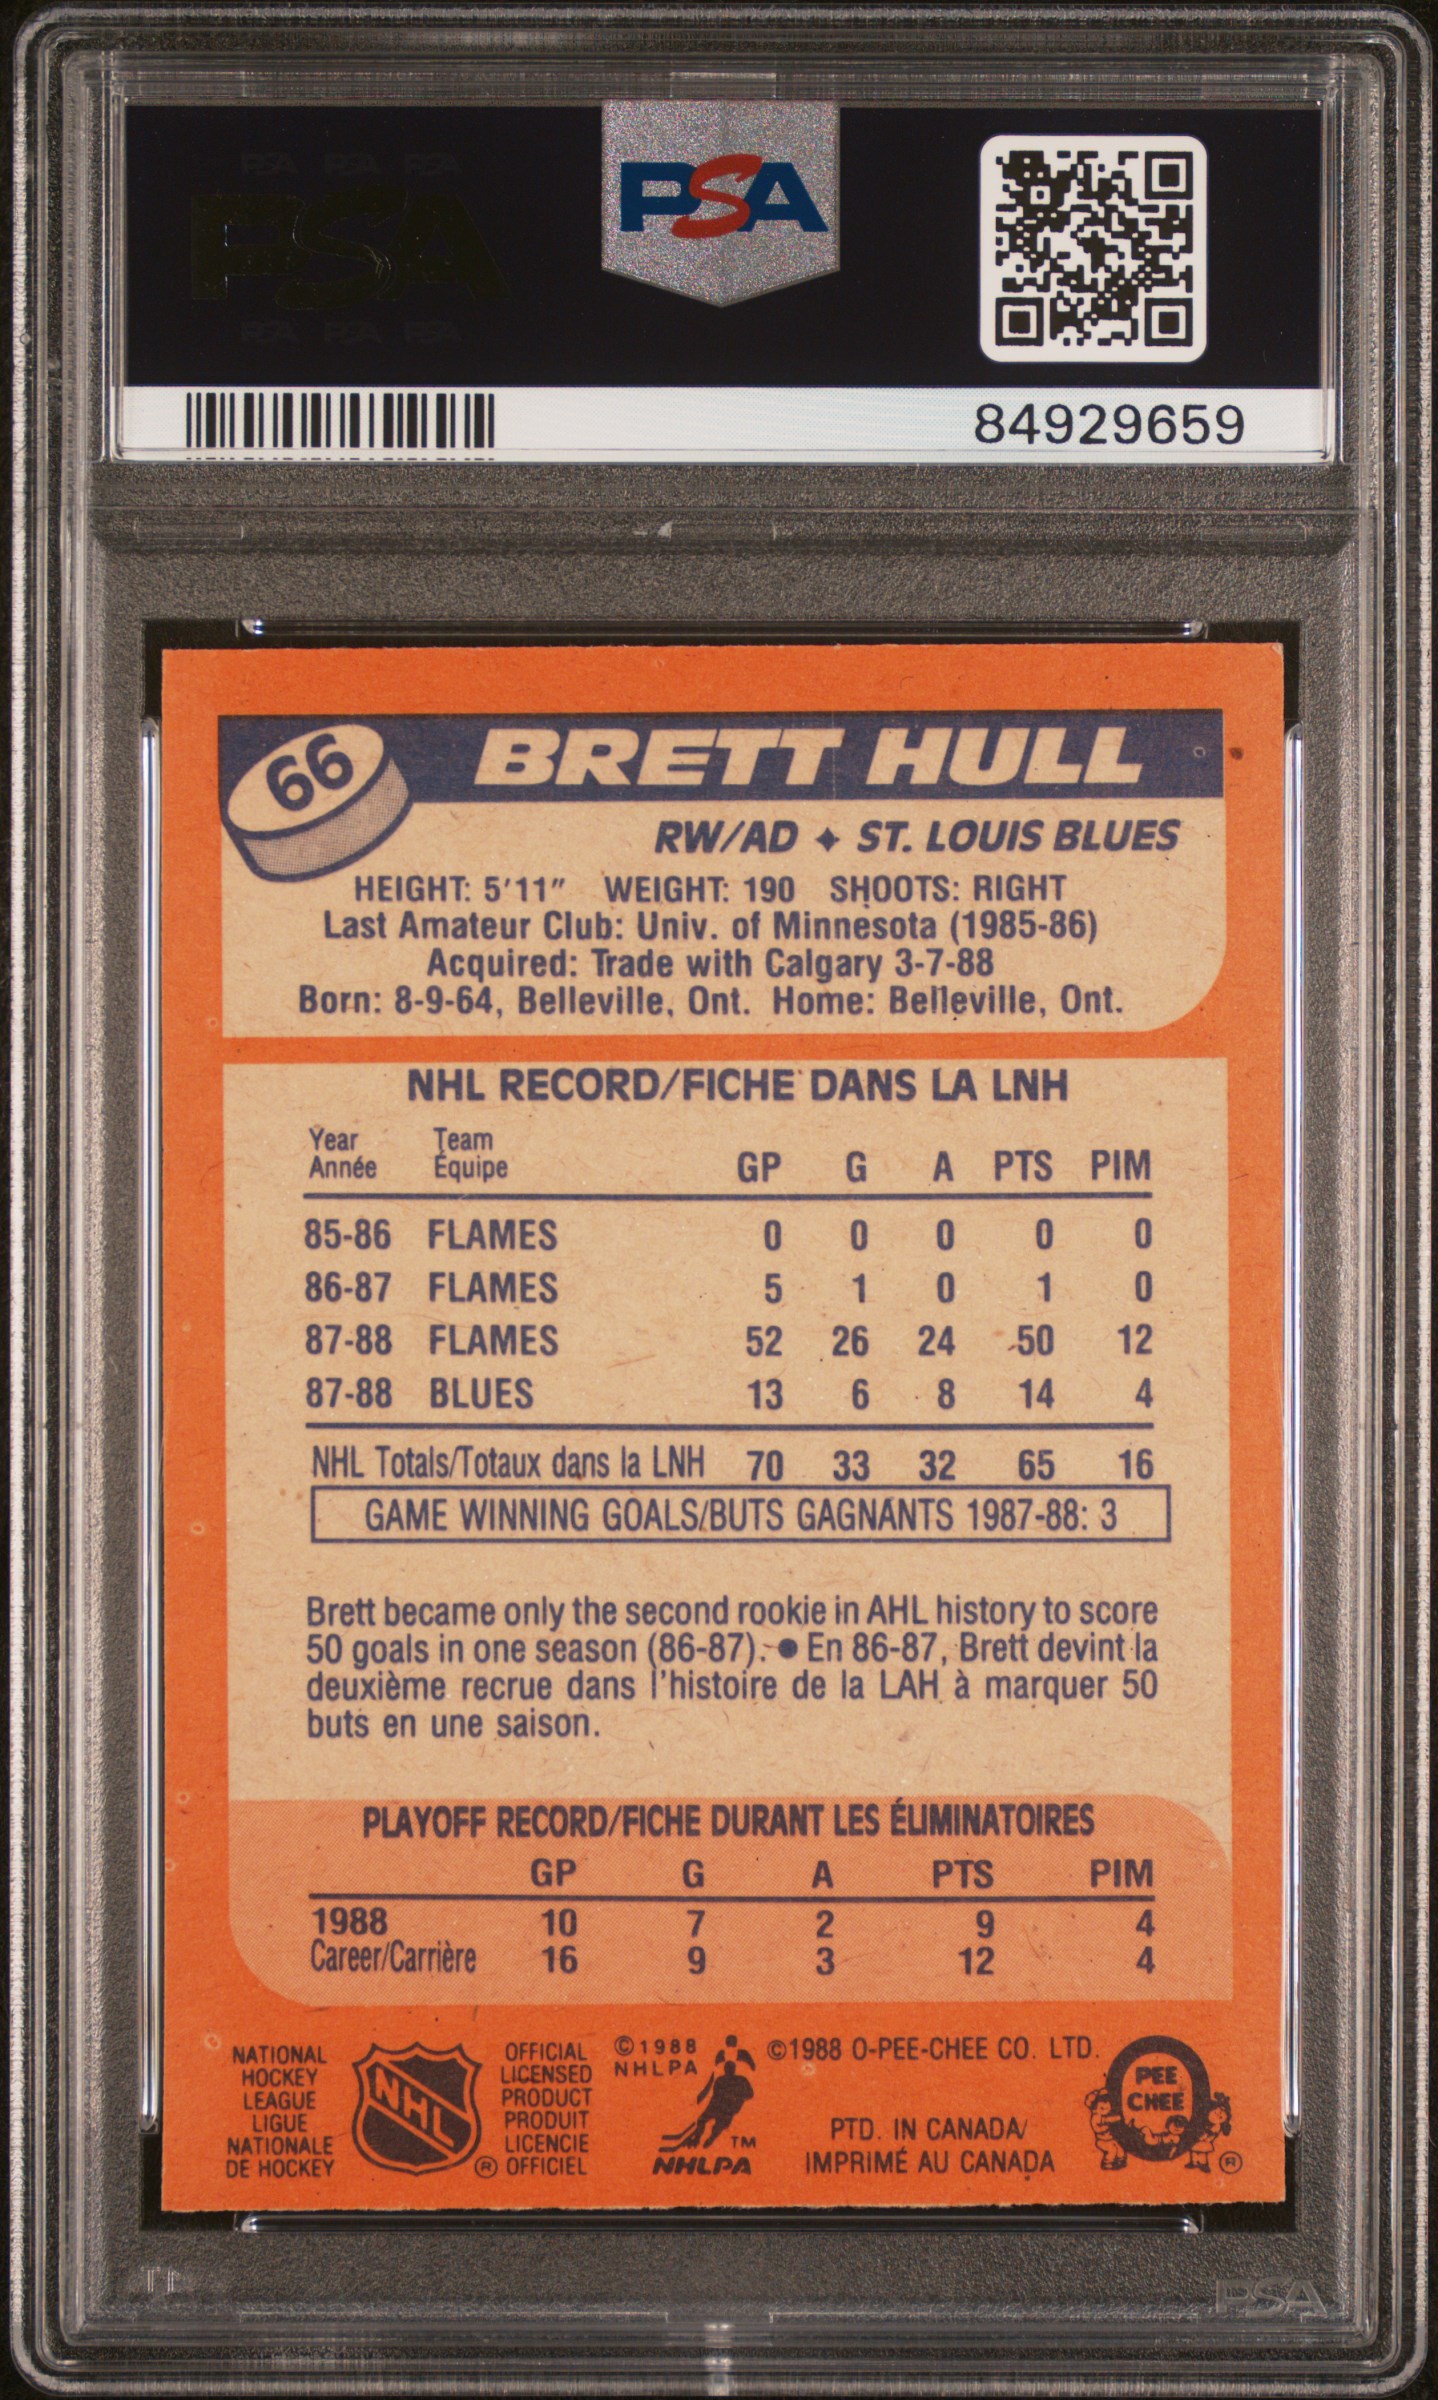 PSA PSA PSA
PSA
PSA PSA PSA
PSA
84929659
66
BRETT HULL
RW/AD ✦ ST. LOUIS BLUES
HEIGHT: 5'11" WEIGHT: 190 SHOOTS: RIGHT
Last Amateur Club: Univ. of Minnesota (1985-86)
Acquired: Trade with Calgary 3-7-88
Born: 8-9-64, Belleville, Ont. Home: Belleville, Ont.
NHL RECORD/FICHE DANS LA LNH
Year Team
Année Équipe GP G A PTS PIM
85-86 FLAMES 0 0 0 0 0
86-87 FLAMES 5 1 0 1 0
87-88 FLAMES 52 26 24 50 12
87-88 BLUES 13 6 8 14 4
NHL Totals/Totaux dans la LNH 70 33 32 65 16
GAME WINNING GOALS/BUTS GAGNANTS 1987-88: 3
Brett became only the second rookie in AHL history to score
50 goals in one season (86-87). ● En 86-87, Brett devint la
deuxième recrue dans l'histoire de la LAH à marquer 50
buts en une saison.
PLAYOFF RECORD/FICHE DURANT LES ÉLIMINATOIRES
GP G A PTS PIM
1988 10 7 2 9 4
Career/Carrière 16 9 3 12 4
NATIONAL
HOCKEY
LEAGUE
LIGUE
NATIONALE
DE HOCKEY
NHL
®
OFFICIAL
LICENSED
PRODUCT
PRODUIT
LICENCIE
OFFICIEL
©1988
NHLPA
TM
NHLPA
©1988 O-PEE-CHEE CO. LTD.
PTD. IN CANADA/
IMPRIMÉ AU CANADA
PEE
CHEE
®
PSA